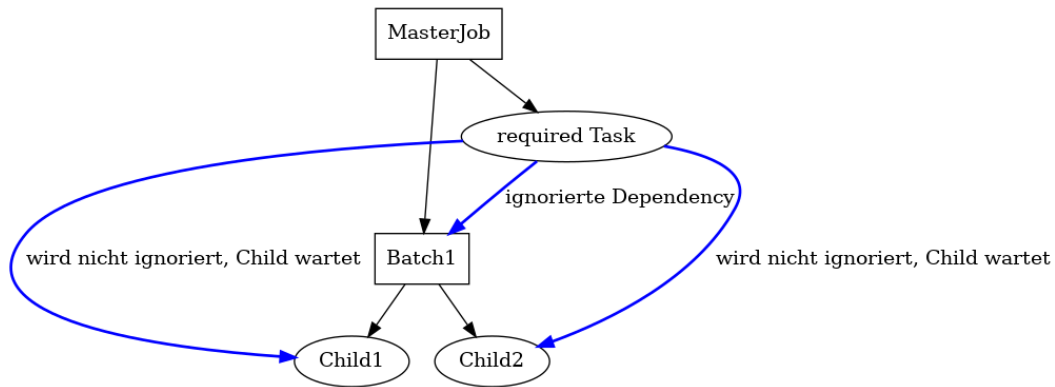 MasterJob
required Task
ignorierte Dependency
wird nicht ignoriert, Child wartet
Batch1
wird nicht ignoriert, Child wartet
Child1
Child2